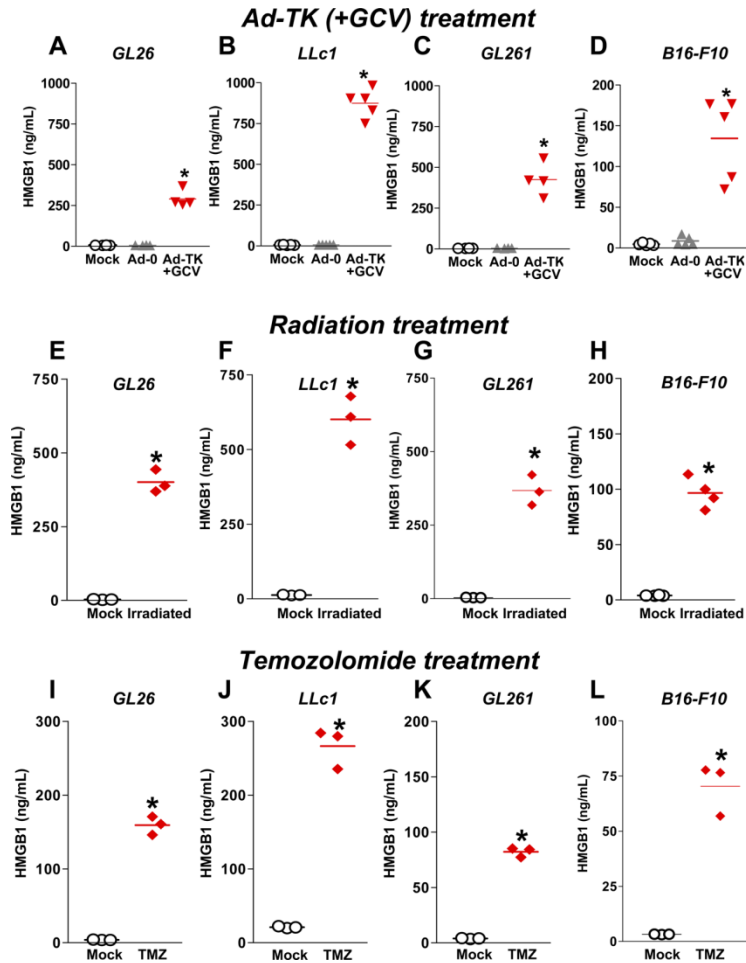 Ad-TK (+GCV) treatment
A
GL26
HMGB1 (ng/mL)
1000
750
500
250
0
*
Mock Ad-0 Ad-TK
+GCV
B
LLc1
HMGB1 (ng/mL)
1000
750
500
250
0
*
Mock Ad-0 Ad-TK
+GCV
C
GL261
HMGB1 (ng/mL)
1000
750
500
250
0
*
Mock Ad-0 Ad-TK
+GCV
D
B16-F10
HMGB1 (ng/mL)
200
150
100
50
0
*
Mock Ad-0 Ad-TK
+GCV
Radiation treatment
E
GL26
HMGB1 (ng/mL)
750
500
250
0
*
Mock Irradiated
F
LLc1
HMGB1 (ng/mL)
750
500
250
0
*
Mock Irradiated
G
GL261
HMGB1 (ng/mL)
750
500
250
0
*
Mock Irradiated
H
B16-F10
HMGB1 (ng/mL)
200
150
100
50
0
*
Mock Irradiated
Temozolomide treatment
I
GL26
HMGB1 (ng/mL)
300
200
100
0
*
Mock TMZ
J
LLc1
HMGB1 (ng/mL)
300
200
100
0
*
Mock TMZ
K
GL261
HMGB1 (ng/mL)
200
150
100
50
0
*
Mock TMZ
L
B16-F10
HMGB1 (ng/mL)
100
75
50
25
0
*
Mock TMZ